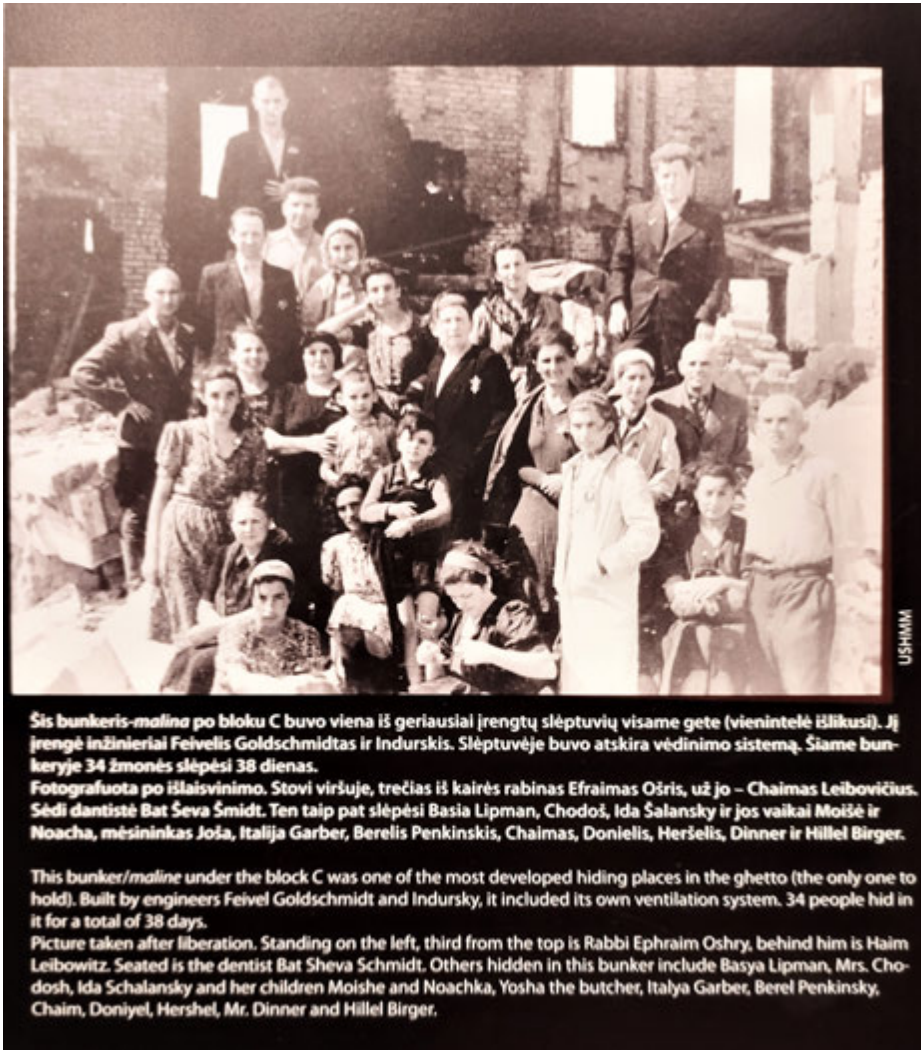 USHMM
Šis bunkeris-malina po bloku C buvo viena iš geriausiai įrengtų slėptuvių visame gete (vienintelė išlikusi). Jį
įrengė inžinieriai Feivelis Goldschmidtas ir Indurskis. Slėptuvėje buvo atskira vėdinimo sistemą. Šiame bun-
keryje 34 žmonės slėpėsi 38 dienas.
Fotografuota po išlaisvinimo. Stovi viršuje, trečias iš kairės rabinas Efraimas Ošris, už jo – Chaimas Leibovičius.
Sėdi dantistė Bat Ševa Šmidt. Ten taip pat slėpėsi Basia Lipman, Chodoš, Ida Šalansky ir jos vaikai Moišė ir
Noacha, mėsininkas Joša, Italija Garber, Berelis Penkinskis, Chaimas, Donielis, Heršelis, Dinner ir Hillel Birger.
This bunker/maline under the block C was one of the most developed hiding places in the ghetto (the only one to
hold). Built by engineers Feivel Goldschmidt and Indursky, it included its own ventilation system. 34 people hid in
it for a total of 38 days.
Picture taken after liberation. Standing on the left, third from the top is Rabbi Ephraim Oshry, behind him is Haim
Leibowitz. Seated is the dentist Bat Sheva Schmidt. Others hidden in this bunker include Basya Lipman, Mrs. Cho-
dosh, Ida Schalansky and her children Moishe and Noachka, Yosha the butcher, Italya Garber, Berel Penkinsky,
Chaim, Doniyel, Hershel, Mr. Dinner and Hillel Birger.